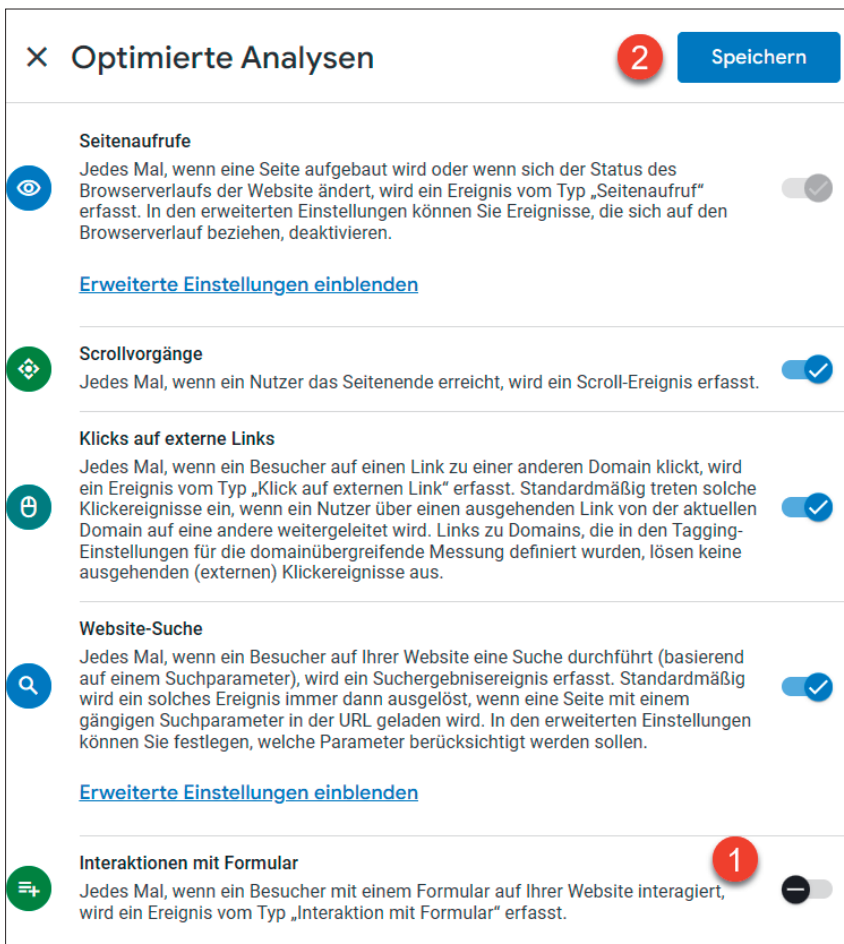 Optimierte Analysen
2
Speichern
Seitenaufrufe
Jedes Mal, wenn eine Seite aufgebaut wird oder wenn sich der Status des
Browserverlaufs der Website ändert, wird ein Ereignis vom Typ „Seitenaufruf“
erfasst. In den erweiterten Einstellungen können Sie Ereignisse, die sich auf den
Browserverlauf beziehen, deaktivieren.
Erweiterte Einstellungen einblenden
Scrollvorgänge
Jedes Mal, wenn ein Nutzer das Seitenende erreicht, wird ein Scroll-Ereignis erfasst.
Klicks auf externe Links
Jedes Mal, wenn ein Besucher auf einen Link zu einer anderen Domain klickt, wird
ein Ereignis vom Typ „Klick auf externen Link“ erfasst. Standardmäßig treten solche
Klickereignisse ein, wenn ein Nutzer über einen ausgehenden Link von der aktuellen
Domain auf eine andere weitergeleitet wird. Links zu Domains, die in den Tagging-
Einstellungen für die domainübergreifende Messung definiert wurden, lösen keine
ausgehenden (externen) Klickereignisse aus.
Website-Suche
Jedes Mal, wenn ein Besucher auf Ihrer Website eine Suche durchführt (basierend
auf einem Suchparameter), wird ein Suchergebnisereignis erfasst. Standardmäßig
wird ein solches Ereignis immer dann ausgelöst, wenn eine Seite mit einem
gängigen Suchparameter in der URL geladen wird. In den erweiterten Einstellungen
können Sie festlegen, welche Parameter berücksichtigt werden sollen.
Erweiterte Einstellungen einblenden
Interaktionen mit Formular
1
Jedes Mal, wenn ein Besucher mit einem Formular auf Ihrer Website interagiert,
wird ein Ereignis vom Typ „Interaktion mit Formular“ erfasst.